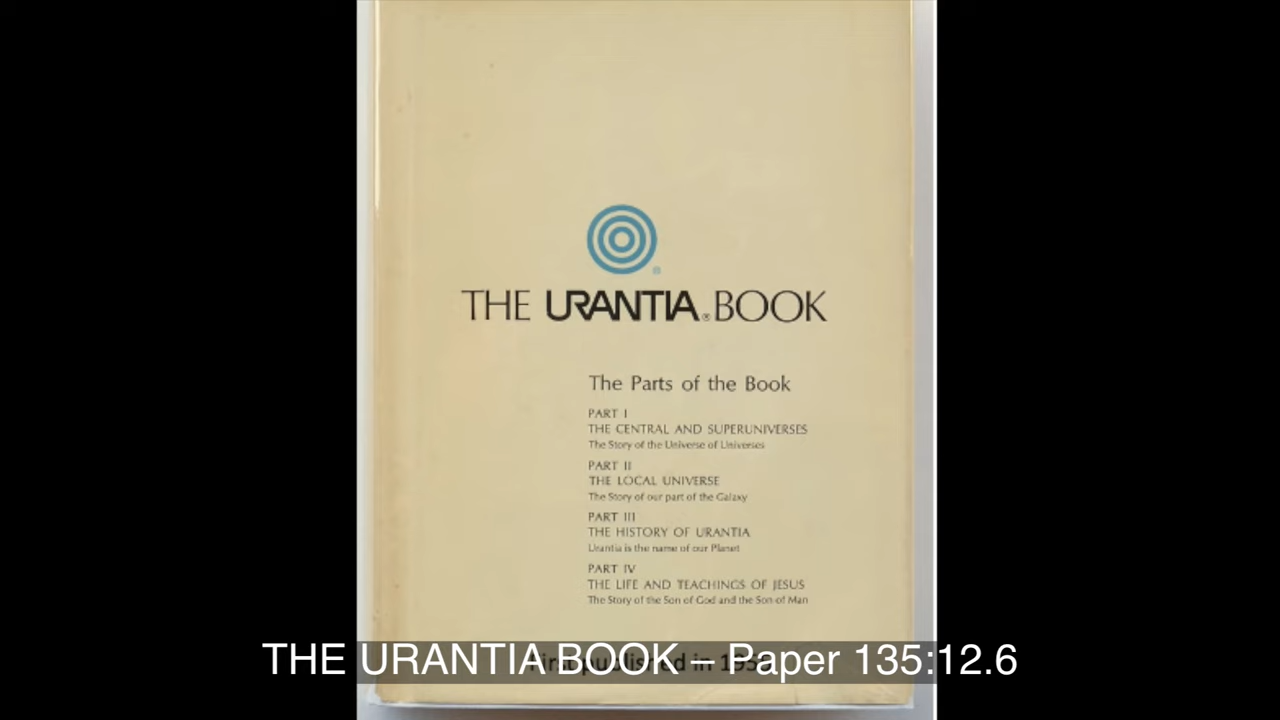 THE URANTIA® BOOK
The Parts of the Book
PART I
THE CENTRAL AND SUPERUNIVERSES
The Story of the Universe of Universes
PART II
THE LOCAL UNIVERSE
The Story of our part of the Galaxy
PART III
THE HISTORY OF URANTIA
Urantia is the name of our Planet
PART IV
THE LIFE AND TEACHINGS OF JESUS
The Story of the Son of God and the Son of Man
THE URANTIA BOOK – Paper 135:12.6